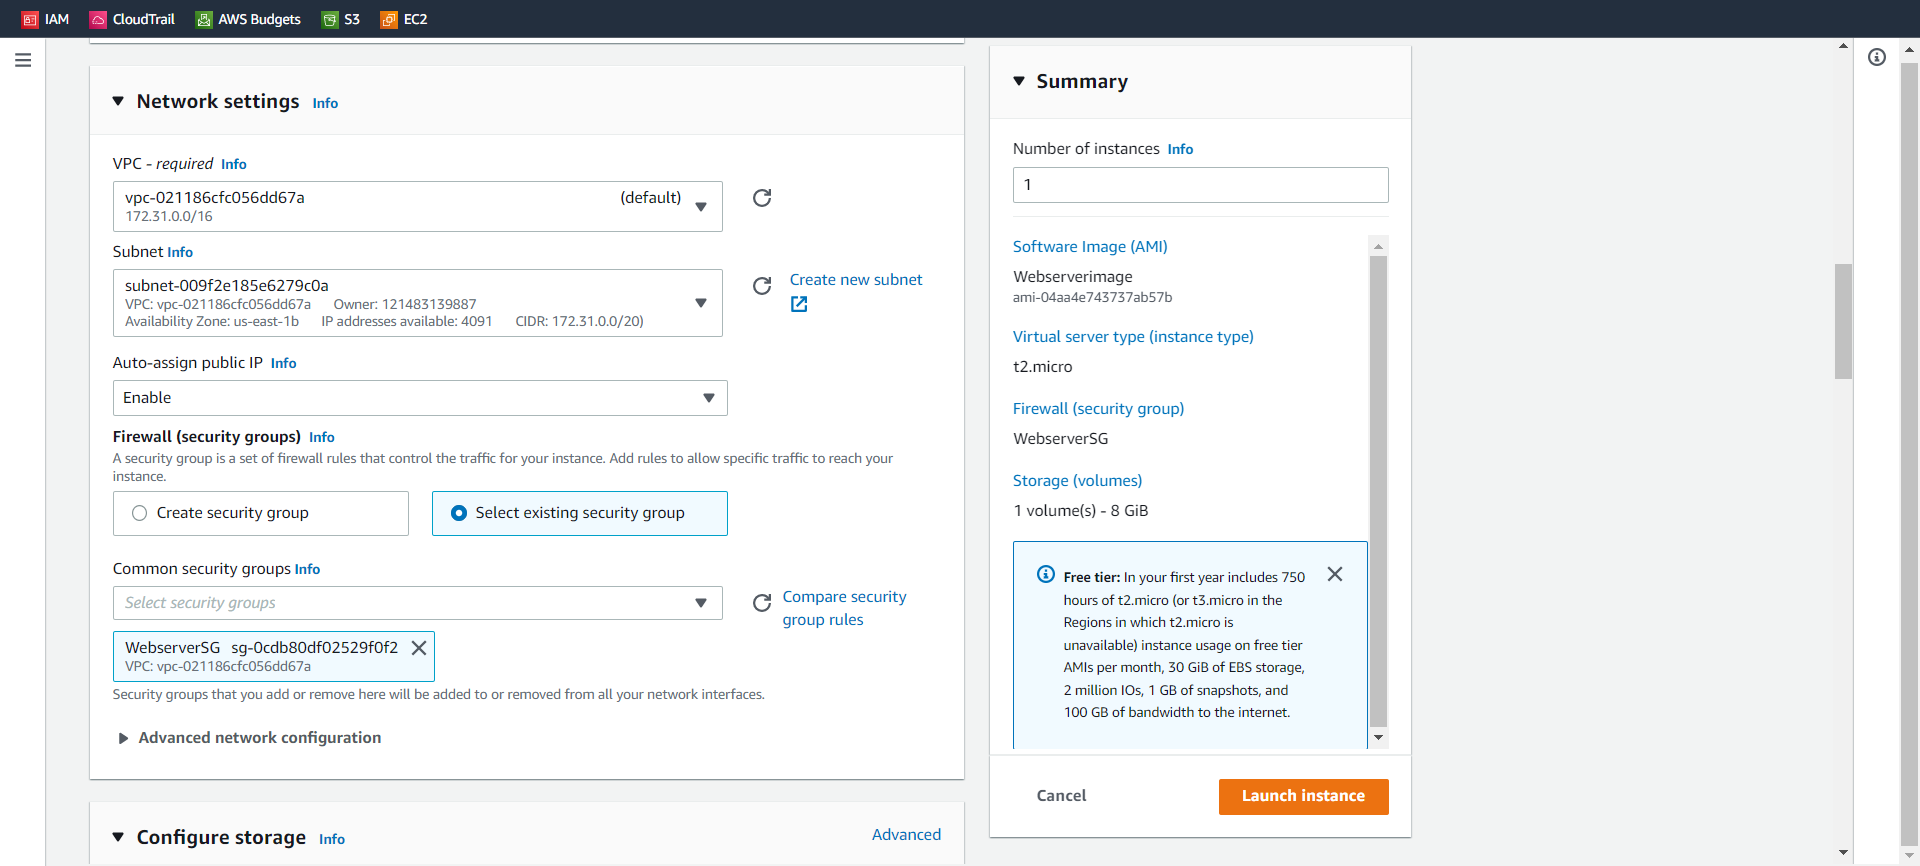 IAM CloudTrail AWS Budgets S3 EC2
Network settings Info
VPC - required Info
vpc-021186cfc056dd67a (default)
172.31.0.0/16
Subnet Info
subnet-009f2e185e6279c0a
VPC: vpc-021186cfc056dd67a Owner: 121483139887
Availability Zone: us-east-1b IP addresses available: 4091 CIDR: 172.31.0.0/20)
Create new subnet
Auto-assign public IP Info
Enable
Firewall (security groups) Info
A security group is a set of firewall rules that control the traffic for your instance. Add rules to allow specific traffic to reach your
instance.
Create security group
Select existing security group
Common security groups Info
Select security groups
Compare security
group rules
WebserverSG sg-0cdb80df02529f0f2
VPC: vpc-021186cfc056dd67a
Security groups that you add or remove here will be added to or removed from all your network interfaces.
Advanced network configuration
Configure storage Info
Advanced
Summary
Number of instances Info
1
Software Image (AMI)
Webserverimage
ami-04aa4e743737ab57b
Virtual server type (instance type)
t2.micro
Firewall (security group)
WebserverSG
Storage (volumes)
1 volume(s) - 8 GiB
Free tier: In your first year includes 750
hours of t2.micro (or t3.micro in the
Regions in which t2.micro is
unavailable) instance usage on free tier
AMIs per month, 30 GiB of EBS storage,
2 million IOs, 1 GB of snapshots, and
100 GB of bandwidth to the internet.
Cancel
Launch instance